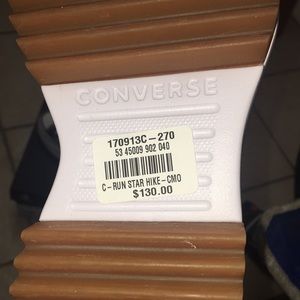 CONVERSE
170913C-270
53 45009 902 040
C-RUN STAR HIKE-CMO
$130.00